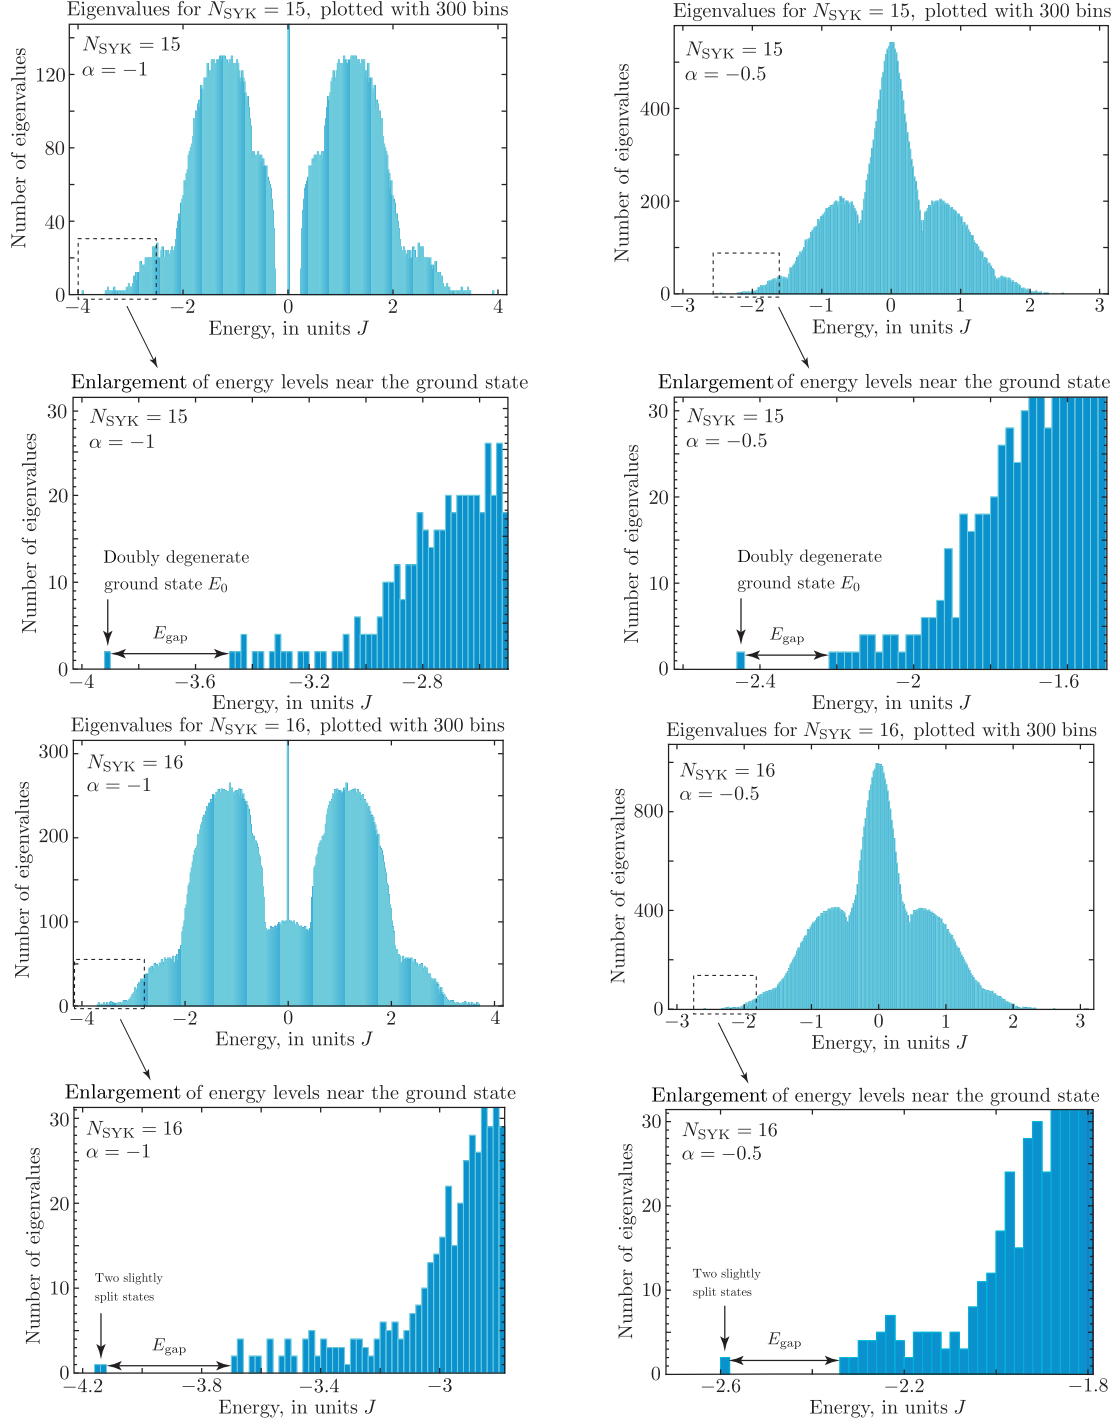 Eigenvalues for N_SYK = 15, plotted with 300 bins
N_SYK = 15
α = −1
Number of eigenvalues
120
80
40
0
−4
−2
0
2
4
Energy, in units J
Eigenvalues for N_SYK = 15, plotted with 300 bins
N_SYK = 15
α = −0.5
Number of eigenvalues
400
200
0
−3
−2
−1
0
1
2
3
Energy, in units J
Enlargement of energy levels near the ground state
N_SYK = 15
α = −1
Number of eigenvalues
30
20
10
0
Doubly degenerate
ground state E_0
E_gap
−4
−3.6
−3.2
−2.8
Energy, in units J
Enlargement of energy levels near the ground state
N_SYK = 15
α = −0.5
Number of eigenvalues
30
20
10
0
Doubly degenerate
ground state E_0
E_gap
−2.4
−2
−1.6
Energy, in units J
Eigenvalues for N_SYK = 16, plotted with 300 bins
N_SYK = 16
α = −1
Number of eigenvalues
300
200
100
0
−4
−2
0
2
4
Energy, in units J
Eigenvalues for N_SYK = 16, plotted with 300 bins
N_SYK = 16
α = −0.5
Number of eigenvalues
800
400
0
−3
−2
−1
0
1
2
3
Energy, in units J
Enlargement of energy levels near the ground state
N_SYK = 16
α = −1
Number of eigenvalues
30
20
10
0
Two slightly
split states
E_gap
−4.2
−3.8
−3.4
−3
Energy, in units J
Enlargement of energy levels near the ground state
N_SYK = 16
α = −0.5
Number of eigenvalues
30
20
10
0
Two slightly
split states
E_gap
−2.6
−2.2
−1.8
Energy, in units J